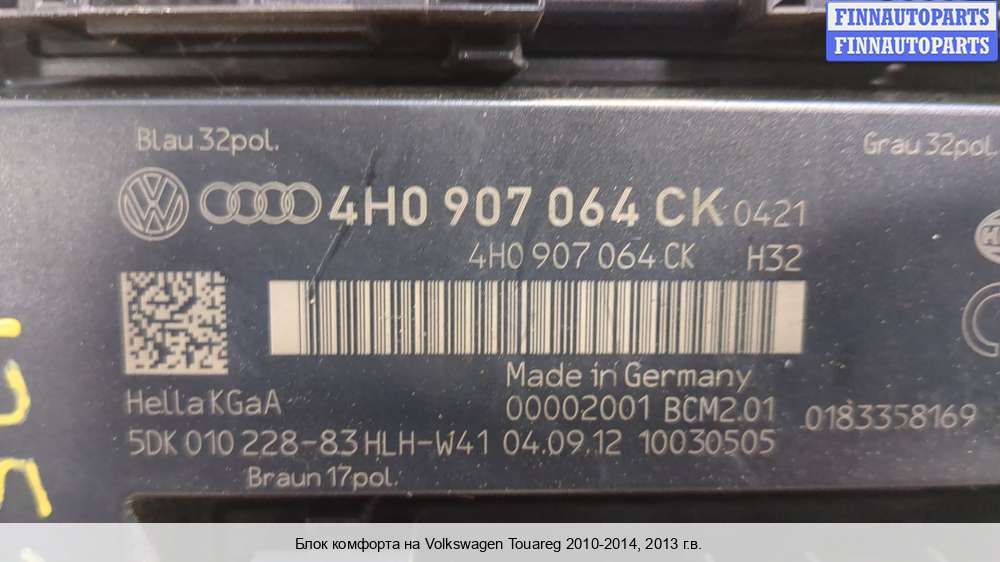 FINNAUTOPARTS
FINNAUTOPARTS
Blau 32pol.
Grau 32pol
4H0 907 064 CK 0421
4H0 907 064 CK H32
Made in Germany
Hella KGaA
00002001 BCM2.01
0183358169
5DK 010 228-83 HLH-W41 04.09.12 10030505
Braun 17pol.
Блок комфорта на Volkswagen Touareg 2010-2014, 2013 г.в.